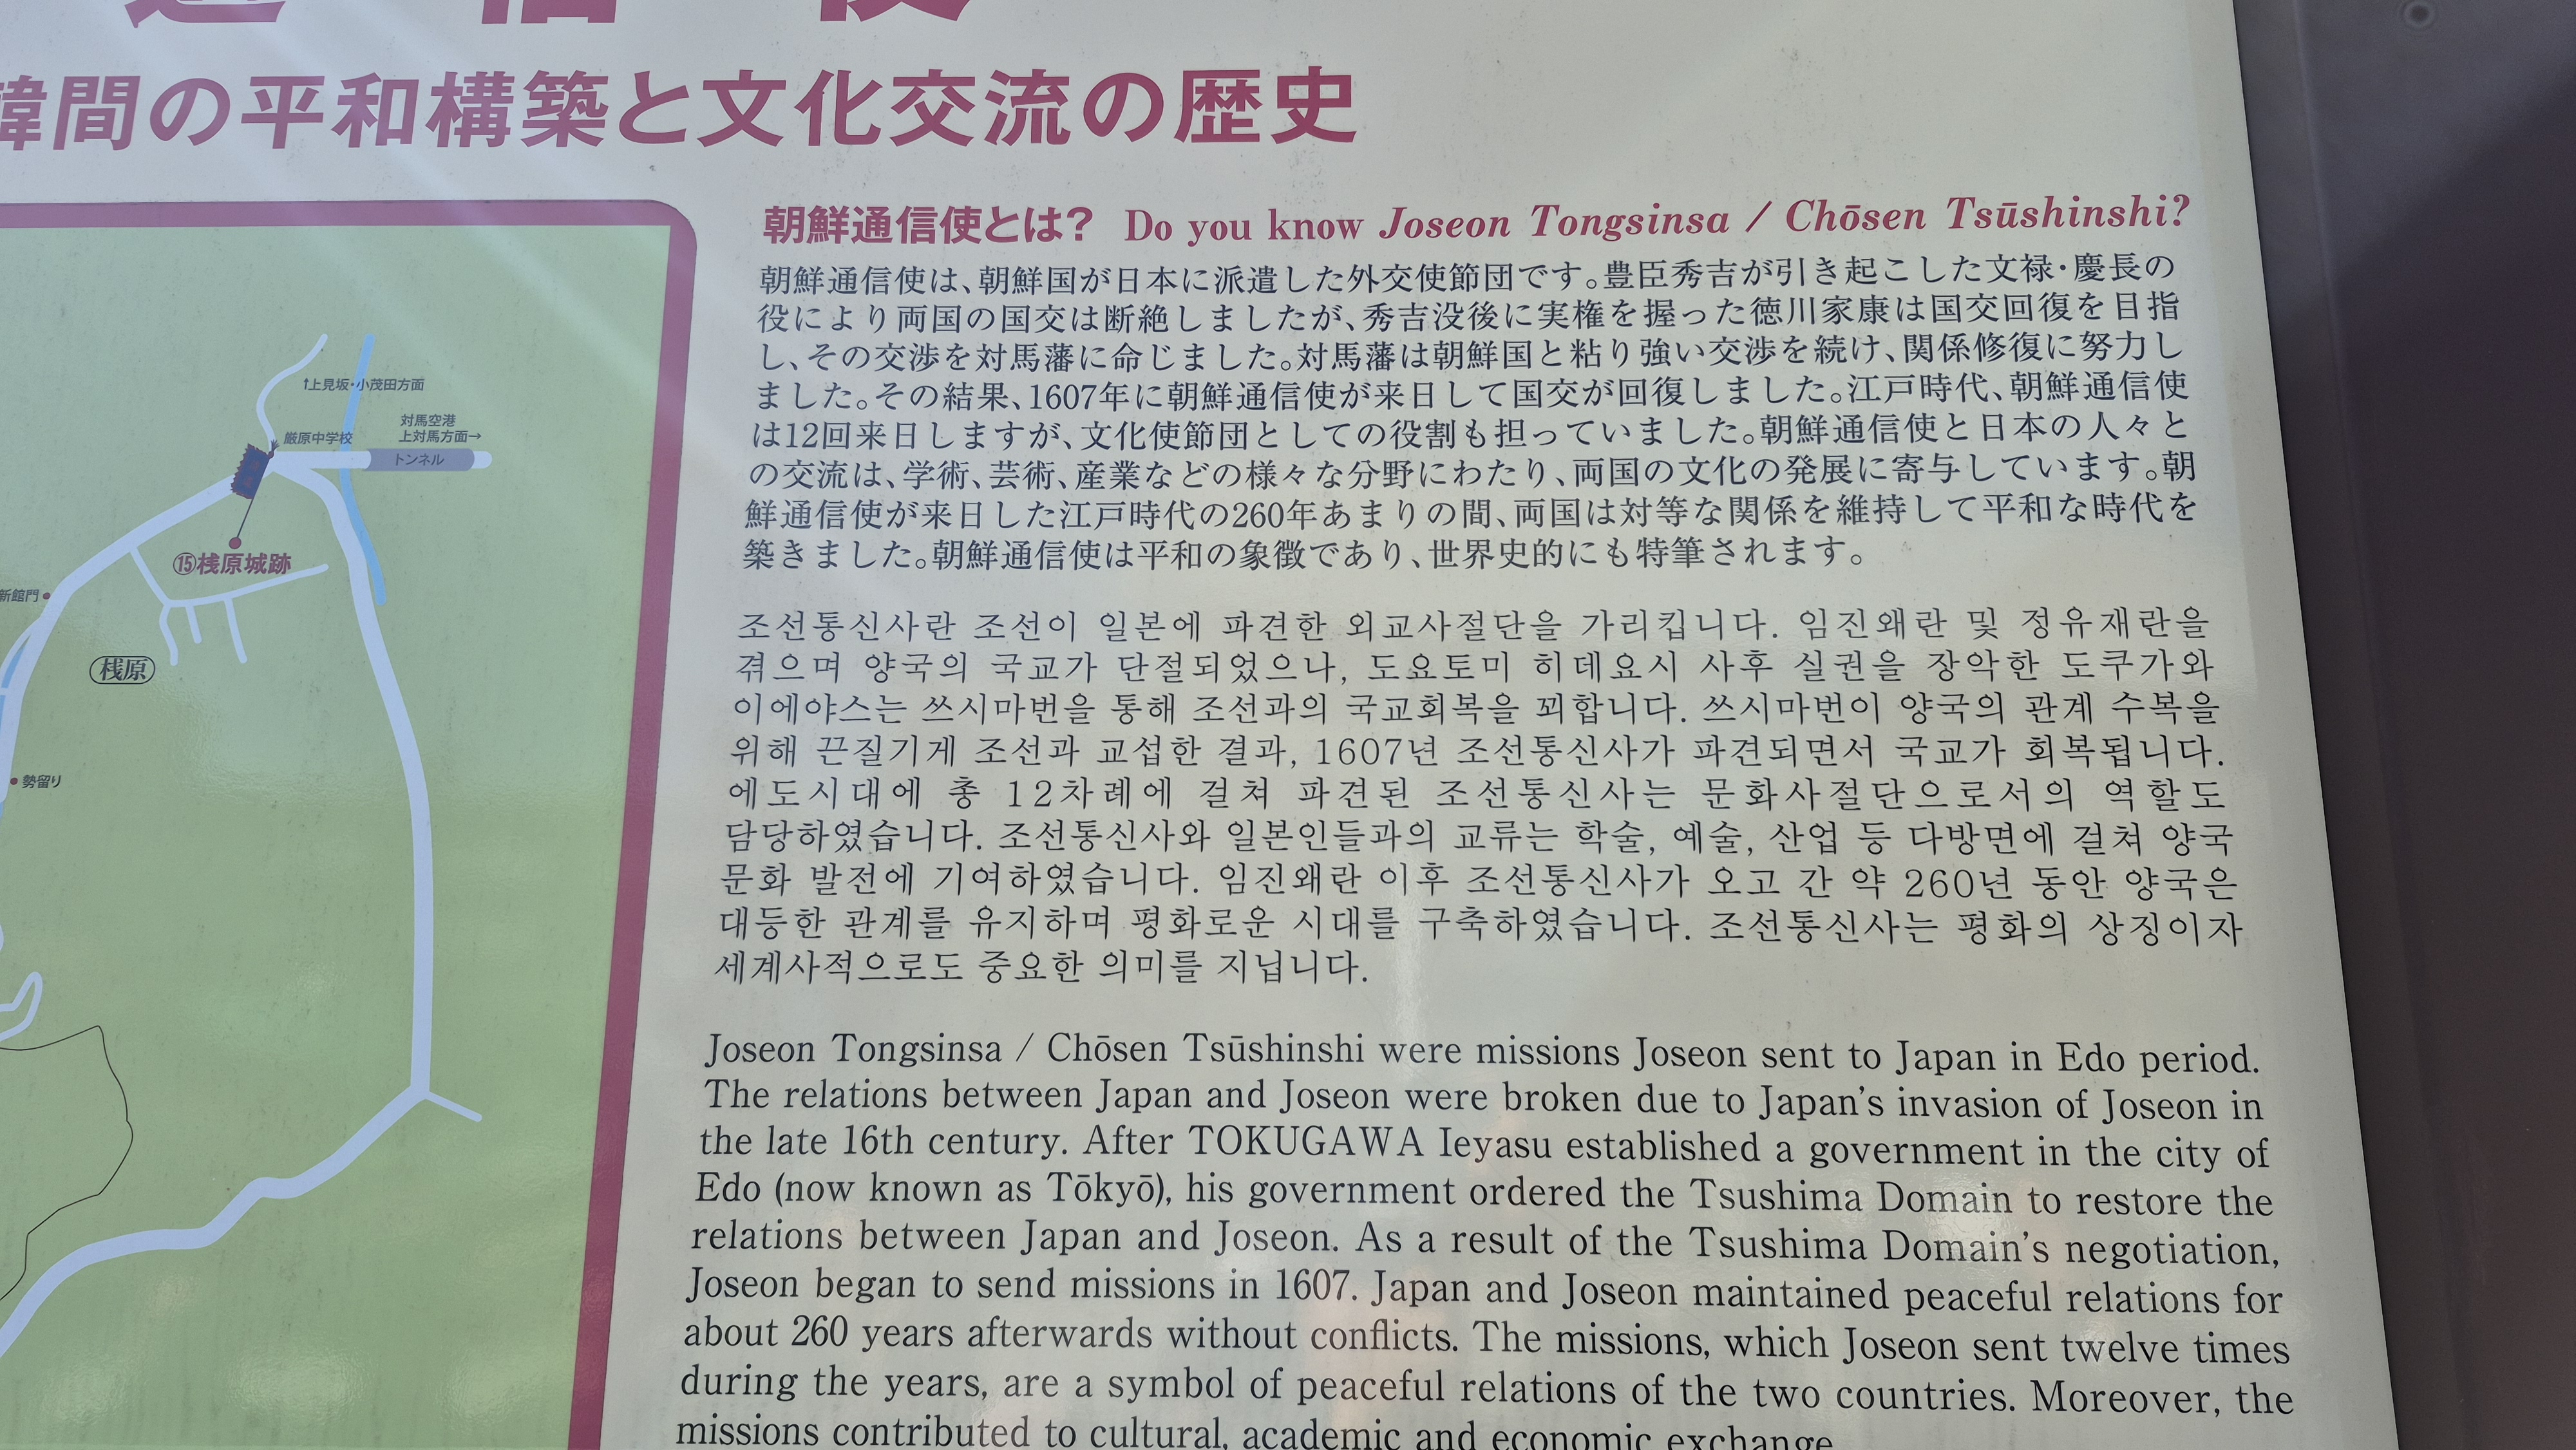 通信使
韓間の平和構築と文化交流の歴史
朝鮮通信使とは? Do you know Joseon Tongsinsa / Chōsen Tsūshinshi?
朝鮮通信使は、朝鮮国が日本に派遣した外交使節団です。豊臣秀吉が引き起こした文禄・慶長の
役により両国の国交は断絶しましたが、秀吉没後に実権を握った徳川家康は国交回復を目指
し、その交渉を対馬藩に命じました。対馬藩は朝鮮国と粘り強い交渉を続け、関係修復に努力し
ました。その結果、1607年に朝鮮通信使が来日して国交が回復しました。江戸時代、朝鮮通信使
は12回来日しますが、文化使節団としての役割も担っていました。朝鮮通信使と日本の人々と
の交流は、学術、芸術、産業などの様々な分野にわたり、両国の文化の発展に寄与しています。朝
鮮通信使が来日した江戸時代の260年あまりの間、両国は対等な関係を維持して平和な時代を
築きました。朝鮮通信使は平和の象徴であり、世界史的にも特筆されます。
조선통신사란 조선이 일본에 파견한 외교사절단을 가리킵니다. 임진왜란 및 정유재란을
겪으며 양국의 국교가 단절되었으나, 도요토미 히데요시 사후 실권을 장악한 도쿠가와
이에야스는 쓰시마번을 통해 조선과의 국교회복을 꾀합니다. 쓰시마번이 양국의 관계 수복을
위해 끈질기게 조선과 교섭한 결과, 1607년 조선통신사가 파견되면서 국교가 회복됩니다.
에도시대에 총 12차례에 걸쳐 파견된 조선통신사는 문화사절단으로서의 역할도
담당하였습니다. 조선통신사와 일본인들과의 교류는 학술, 예술, 산업 등 다방면에 걸쳐 양국
문화 발전에 기여하였습니다. 임진왜란 이후 조선통신사가 오고 간 약 260년 동안 양국은
대등한 관계를 유지하며 평화로운 시대를 구축하였습니다. 조선통신사는 평화의 상징이자
세계사적으로도 중요한 의미를 지닙니다.
Joseon Tongsinsa / Chōsen Tsūshinshi were missions Joseon sent to Japan in Edo period.
The relations between Japan and Joseon were broken due to Japan's invasion of Joseon in
the late 16th century. After TOKUGAWA Ieyasu established a government in the city of
Edo (now known as Tōkyō), his government ordered the Tsushima Domain to restore the
relations between Japan and Joseon. As a result of the Tsushima Domain's negotiation,
Joseon began to send missions in 1607. Japan and Joseon maintained peaceful relations for
about 260 years afterwards without conflicts. The missions, which Joseon sent twelve times
during the years, are a symbol of peaceful relations of the two countries. Moreover, the
missions contributed to cultural, academic and economic exchange.
↑上見坂・小茂田方面
対馬空港
上対馬方面→
厳原中学校
トンネル
⑮桟原城跡
新館門
桟原
勢留り